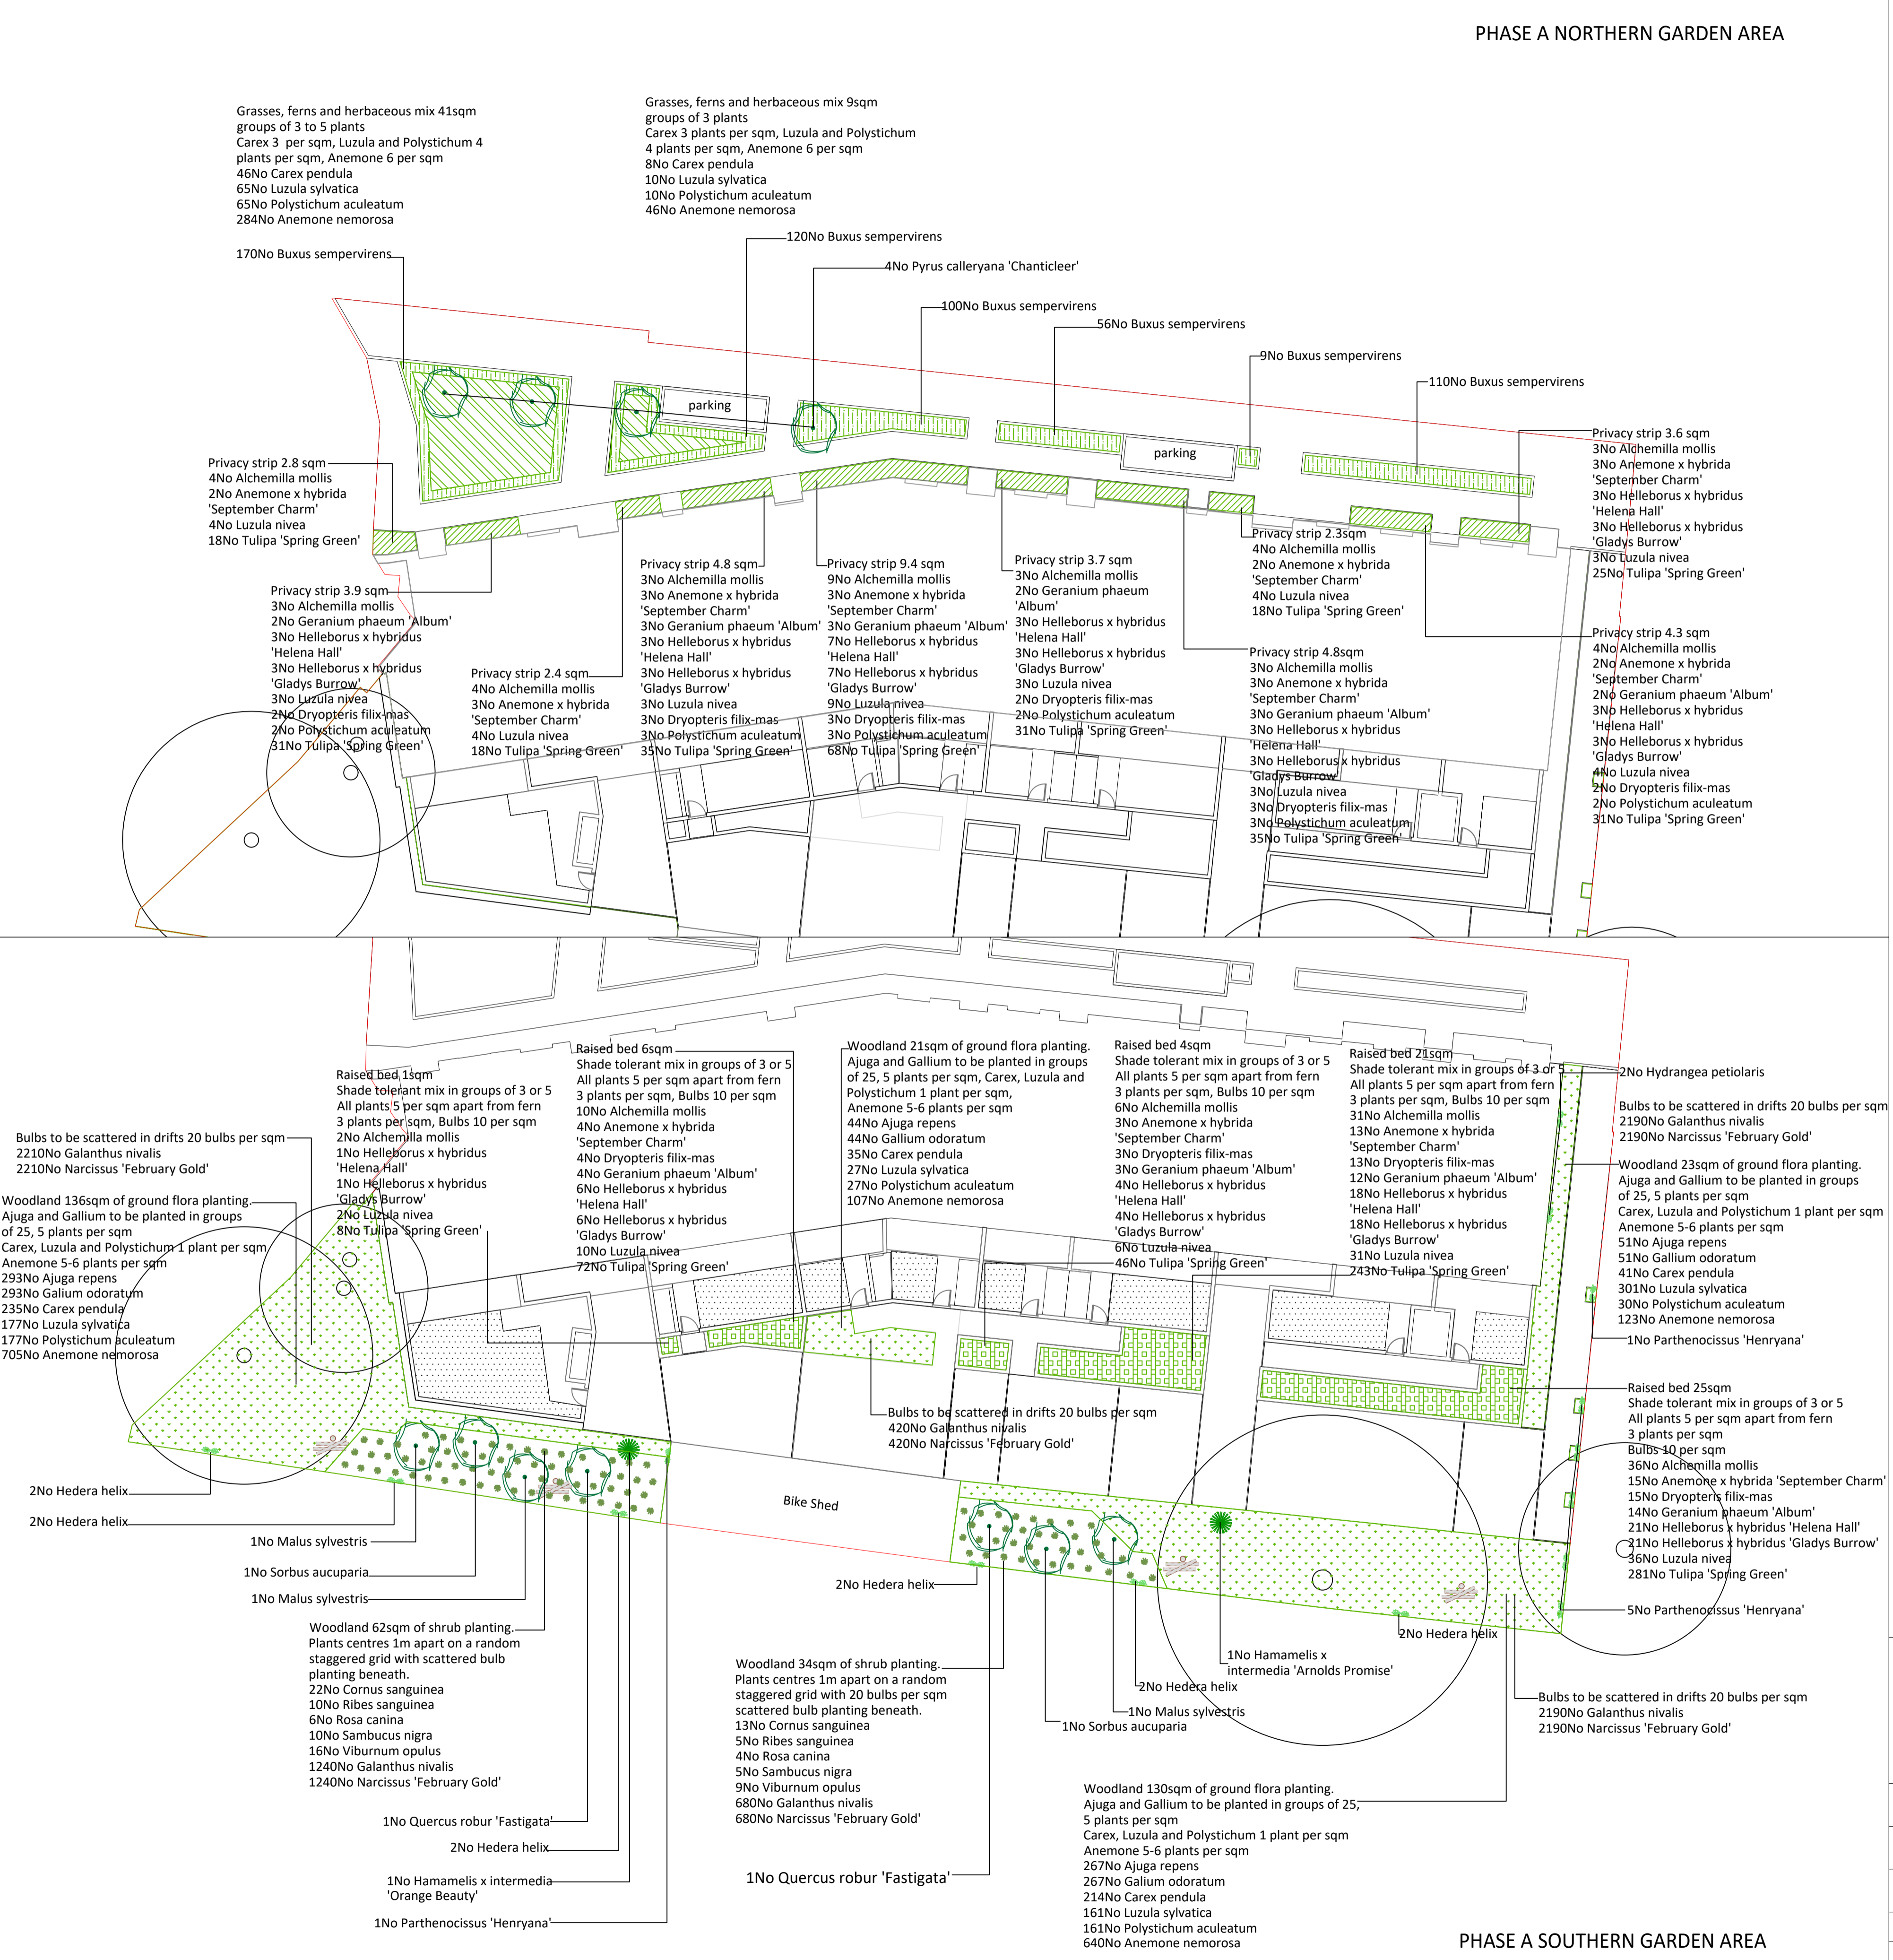 PHASE A NORTHERN GARDEN AREA
Grasses, ferns and herbaceous mix 41sqm
groups of 3 to 5 plants
Carex 3 per sqm, Luzula and Polystichum 4
plants per sqm, Anemone 6 per sqm
46No Carex pendula
65No Luzula sylvatica
65No Polystichum aculeatum
284No Anemone nemorosa
170No Buxus sempervirens
Grasses, ferns and herbaceous mix 9sqm
groups of 3 plants
Carex 3 plants per sqm, Luzula and Polystichum
4 plants per sqm, Anemone 6 per sqm
8No Carex pendula
10No Luzula sylvatica
10No Polystichum aculeatum
46No Anemone nemorosa
120No Buxus sempervirens
4No Pyrus calleryana 'Chanticleer'
100No Buxus sempervirens
56No Buxus sempervirens
9No Buxus sempervirens
110No Buxus sempervirens
parking
parking
Privacy strip 2.8 sqm
4No Alchemilla mollis
2No Anemone x hybrida
'September Charm'
4No Luzula nivea
18No Tulipa 'Spring Green'
Privacy strip 3.9 sqm
3No Alchemilla mollis
2No Geranium phaeum 'Album'
3No Helleborus x hybridus
'Helena Hall'
3No Helleborus x hybridus
'Gladys Burrow'
3No Luzula nivea
2No Dryopteris filix-mas
2No Polystichum aculeatum
31No Tulipa 'Spring Green'
Privacy strip 2.4 sqm
4No Alchemilla mollis
3No Anemone x hybrida
'September Charm'
4No Luzula nivea
18No Tulipa 'Spring Green'
Privacy strip 4.8 sqm
3No Alchemilla mollis
3No Anemone x hybrida
'September Charm'
3No Geranium phaeum 'Album'
3No Helleborus x hybridus
'Helena Hall'
3No Helleborus x hybridus
'Gladys Burrow'
3No Luzula nivea
3No Dryopteris filix-mas
3No Polystichum aculeatum
35No Tulipa 'Spring Green'
Privacy strip 9.4 sqm
9No Alchemilla mollis
3No Anemone x hybrida
'September Charm'
3No Geranium phaeum 'Album'
7No Helleborus x hybridus
'Helena Hall'
7No Helleborus x hybridus
'Gladys Burrow'
9No Luzula nivea
3No Dryopteris filix-mas
3No Polystichum aculeatum
68No Tulipa 'Spring Green'
Privacy strip 3.7 sqm
3No Alchemilla mollis
2No Geranium phaeum
'Album'
3No Helleborus x hybridus
'Helena Hall'
3No Helleborus x hybridus
'Gladys Burrow'
3No Luzula nivea
2No Dryopteris filix-mas
2No Polystichum aculeatum
31No Tulipa 'Spring Green'
Privacy strip 2.3sqm
4No Alchemilla mollis
2No Anemone x hybrida
'September Charm'
4No Luzula nivea
18No Tulipa 'Spring Green'
Privacy strip 4.8sqm
3No Alchemilla mollis
3No Anemone x hybrida
'September Charm'
3No Geranium phaeum 'Album'
3No Helleborus x hybridus
'Helena Hall'
3No Helleborus x hybridus
'Gladys Burrow'
3No Luzula nivea
3No Dryopteris filix-mas
3No Polystichum aculeatum
35No Tulipa 'Spring Green'
Privacy strip 3.6 sqm
3No Alchemilla mollis
3No Anemone x hybrida
'September Charm'
3No Helleborus x hybridus
'Helena Hall'
3No Helleborus x hybridus
'Gladys Burrow'
3No Luzula nivea
25No Tulipa 'Spring Green'
Privacy strip 4.3 sqm
4No Alchemilla mollis
2No Anemone x hybrida
'September Charm'
2No Geranium phaeum 'Album'
3No Helleborus x hybridus
'Helena Hall'
3No Helleborus x hybridus
'Gladys Burrow'
4No Luzula nivea
2No Dryopteris filix-mas
2No Polystichum aculeatum
31No Tulipa 'Spring Green'
Bulbs to be scattered in drifts 20 bulbs per sqm
2210No Galanthus nivalis
2210No Narcissus 'February Gold'
Woodland 136sqm of ground flora planting.
Ajuga and Gallium to be planted in groups
of 25, 5 plants per sqm
Carex, Luzula and Polystichum 1 plant per sqm
Anemone 5-6 plants per sqm
293No Ajuga repens
293No Galium odoratum
235No Carex pendula
177No Luzula sylvatica
177No Polystichum aculeatum
705No Anemone nemorosa
Raised bed 1sqm
Shade tolerant mix in groups of 3 or 5
All plants 5 per sqm apart from fern
3 plants per sqm, Bulbs 10 per sqm
2No Alchemilla mollis
1No Helleborus x hybridus
'Helena Hall'
1No Helleborus x hybridus
'Gladys Burrow'
2No Luzula nivea
8No Tulipa 'Spring Green'
Raised bed 6sqm
Shade tolerant mix in groups of 3 or 5
All plants 5 per sqm apart from fern
3 plants per sqm, Bulbs 10 per sqm
10No Alchemilla mollis
4No Anemone x hybrida
'September Charm'
4No Dryopteris filix-mas
4No Geranium phaeum 'Album'
6No Helleborus x hybridus
'Helena Hall'
6No Helleborus x hybridus
'Gladys Burrow'
10No Luzula nivea
72No Tulipa 'Spring Green'
Woodland 21sqm of ground flora planting.
Ajuga and Gallium to be planted in groups
of 25, 5 plants per sqm, Carex, Luzula and
Polystichum 1 plant per sqm,
Anemone 5-6 plants per sqm
44No Ajuga repens
44No Gallium odoratum
35No Carex pendula
27No Luzula sylvatica
27No Polystichum aculeatum
107No Anemone nemorosa
Raised bed 4sqm
Shade tolerant mix in groups of 3 or 5
All plants 5 per sqm apart from fern
3 plants per sqm, Bulbs 10 per sqm
6No Alchemilla mollis
3No Anemone x hybrida
'September Charm'
3No Dryopteris filix-mas
3No Geranium phaeum 'Album'
4No Helleborus x hybridus
'Helena Hall'
4No Helleborus x hybridus
'Gladys Burrow'
6No Luzula nivea
46No Tulipa 'Spring Green'
Raised bed 21sqm
Shade tolerant mix in groups of 3 or 5
All plants 5 per sqm apart from fern
3 plants per sqm, Bulbs 10 per sqm
31No Alchemilla mollis
13No Anemone x hybrida
'September Charm'
13No Dryopteris filix-mas
12No Geranium phaeum 'Album'
18No Helleborus x hybridus
'Helena Hall'
18No Helleborus x hybridus
'Gladys Burrow'
31No Luzula nivea
243No Tulipa 'Spring Green'
2No Hydrangea petiolaris
Bulbs to be scattered in drifts 20 bulbs per sqm
2190No Galanthus nivalis
2190No Narcissus 'February Gold'
Woodland 23sqm of ground flora planting.
Ajuga and Gallium to be planted in groups
of 25, 5 plants per sqm
Carex, Luzula and Polystichum 1 plant per sqm
Anemone 5-6 plants per sqm
51No Ajuga repens
51No Gallium odoratum
41No Carex pendula
301No Luzula sylvatica
30No Polystichum aculeatum
123No Anemone nemorosa
1No Parthenocissus 'Henryana'
Raised bed 25sqm
Shade tolerant mix in groups of 3 or 5
All plants 5 per sqm apart from fern
3 plants per sqm
Bulbs 10 per sqm
36No Alchemilla mollis
15No Anemone x hybrida 'September Charm'
15No Dryopteris filix-mas
14No Geranium phaeum 'Album'
21No Helleborus x hybridus 'Helena Hall'
21No Helleborus x hybridus 'Gladys Burrow'
36No Luzula nivea
281No Tulipa 'Spring Green'
5No Parthenocissus 'Henryana'
Bulbs to be scattered in drifts 20 bulbs per sqm
420No Galanthus nivalis
420No Narcissus 'February Gold'
Bike Shed
2No Hedera helix
2No Hedera helix
1No Malus sylvestris
1No Sorbus aucuparia
1No Malus sylvestris
Woodland 62sqm of shrub planting.
Plants centres 1m apart on a random
staggered grid with scattered bulb
planting beneath.
22No Cornus sanguinea
10No Ribes sanguinea
6No Rosa canina
10No Sambucus nigra
16No Viburnum opulus
1240No Galanthus nivalis
1240No Narcissus 'February Gold'
1No Quercus robur 'Fastigata'
2No Hedera helix
1No Hamamelis x intermedia
'Orange Beauty'
1No Parthenocissus 'Henryana'
2No Hedera helix
Woodland 34sqm of shrub planting.
Plants centres 1m apart on a random
staggered grid with 20 bulbs per sqm
scattered bulb planting beneath.
13No Cornus sanguinea
5No Ribes sanguinea
4No Rosa canina
5No Sambucus nigra
9No Viburnum opulus
680No Galanthus nivalis
680No Narcissus 'February Gold'
1No Quercus robur 'Fastigata'
2No Hedera helix
1No Hamamelis x
intermedia 'Arnolds Promise'
2No Hedera helix
1No Malus sylvestris
1No Sorbus aucuparia
Bulbs to be scattered in drifts 20 bulbs per sqm
2190No Galanthus nivalis
2190No Narcissus 'February Gold'
Woodland 130sqm of ground flora planting.
Ajuga and Gallium to be planted in groups of 25,
5 plants per sqm
Carex, Luzula and Polystichum 1 plant per sqm
Anemone 5-6 plants per sqm
267No Ajuga repens
267No Galium odoratum
214No Carex pendula
161No Luzula sylvatica
161No Polystichum aculeatum
640No Anemone nemorosa
PHASE A SOUTHERN GARDEN AREA